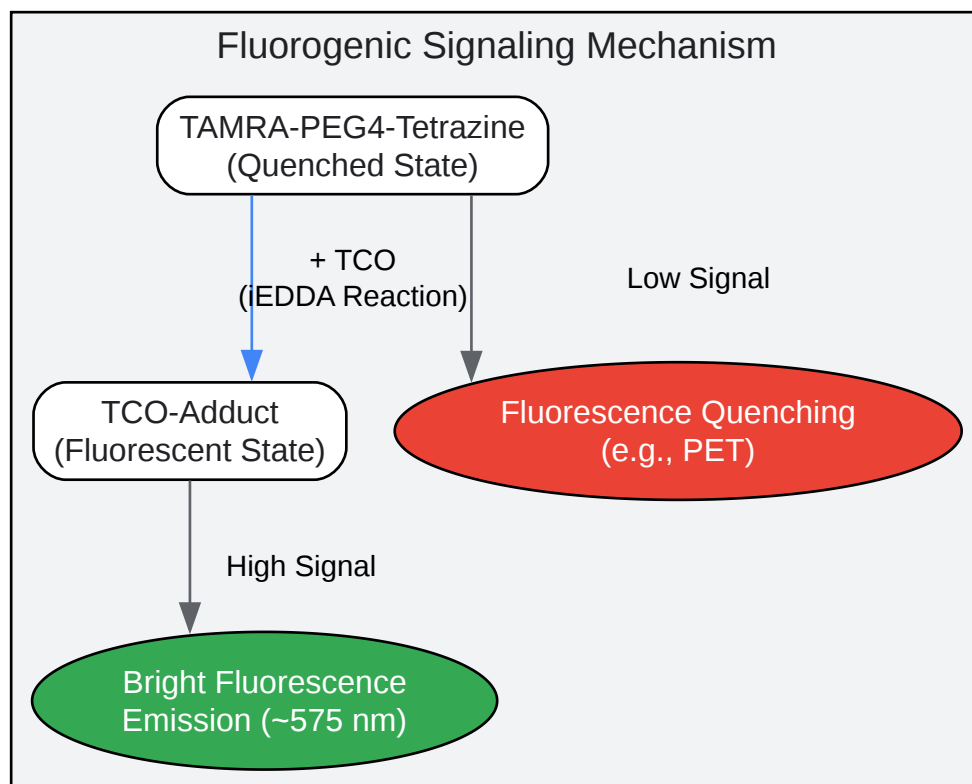 Fluorogenic Signaling Mechanism
TAMRA-PEG4-Tetrazine
(Quenched State)
+ TCO
(iEDDA Reaction)
Low Signal
TCO-Adduct
(Fluorescent State)
Fluorescence Quenching
(e.g., PET)
High Signal
Bright Fluorescence
Emission (~575 nm)